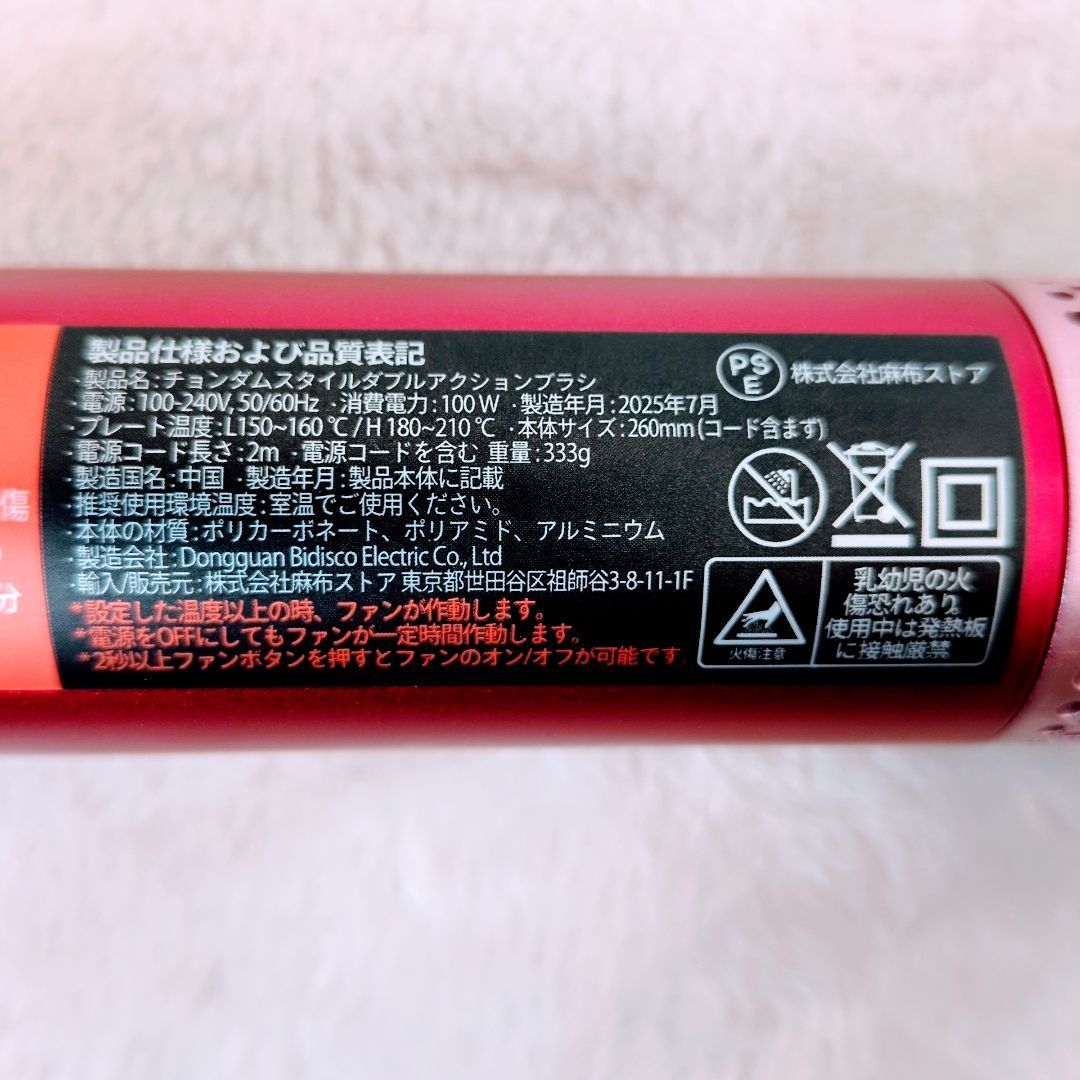 製品仕様および品質表記
・製品名：チョンダムスタイルダブルアクションブラシ
・電源：100-240V, 50/60Hz ・消費電力：100W ・製造年月：2025年7月
・プレート温度：L150~160 ℃ / H 180~210 ℃ ・本体サイズ：260mm (コード含まず)
・電源コード長さ：2m ・電源コードを含む 重量：333g
・製造国名：中国 ・製造年月：製品本体に記載
・推奨使用環境温度：室温でご使用ください。
・本体の材質：ポリカーボネート、ポリアミド、アルミニウム
・製造会社：Dongguan Bidisco Electric Co., Ltd
・輸入/販売元：株式会社麻布ストア 東京都世田谷区祖師谷3-8-11-1F
*設定した温度以上の時、ファンが作動します。
*電源をOFFにしてもファンが一定時間作動します。
*2秒以上ファンボタンを押すとファンのオン/オフが可能です.
PS
E
株式会社麻布ストア
火傷注意
乳幼児の火
傷恐れあり。
使用中は発熱板
に接触厳禁
傷
分